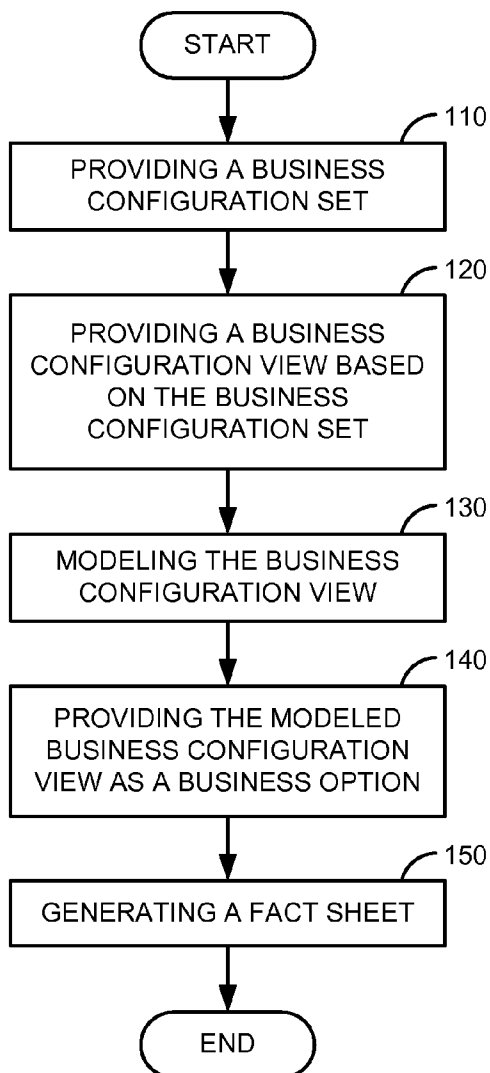 START
110
PROVIDING A BUSINESS
CONFIGURATION SET
120
PROVIDING A BUSINESS
CONFIGURATION VIEW BASED
ON THE BUSINESS
CONFIGURATION SET
130
MODELING THE BUSINESS
CONFIGURATION VIEW
140
PROVIDING THE MODELED
BUSINESS CONFIGURATION
VIEW AS A BUSINESS OPTION
150
GENERATING A FACT SHEET
END